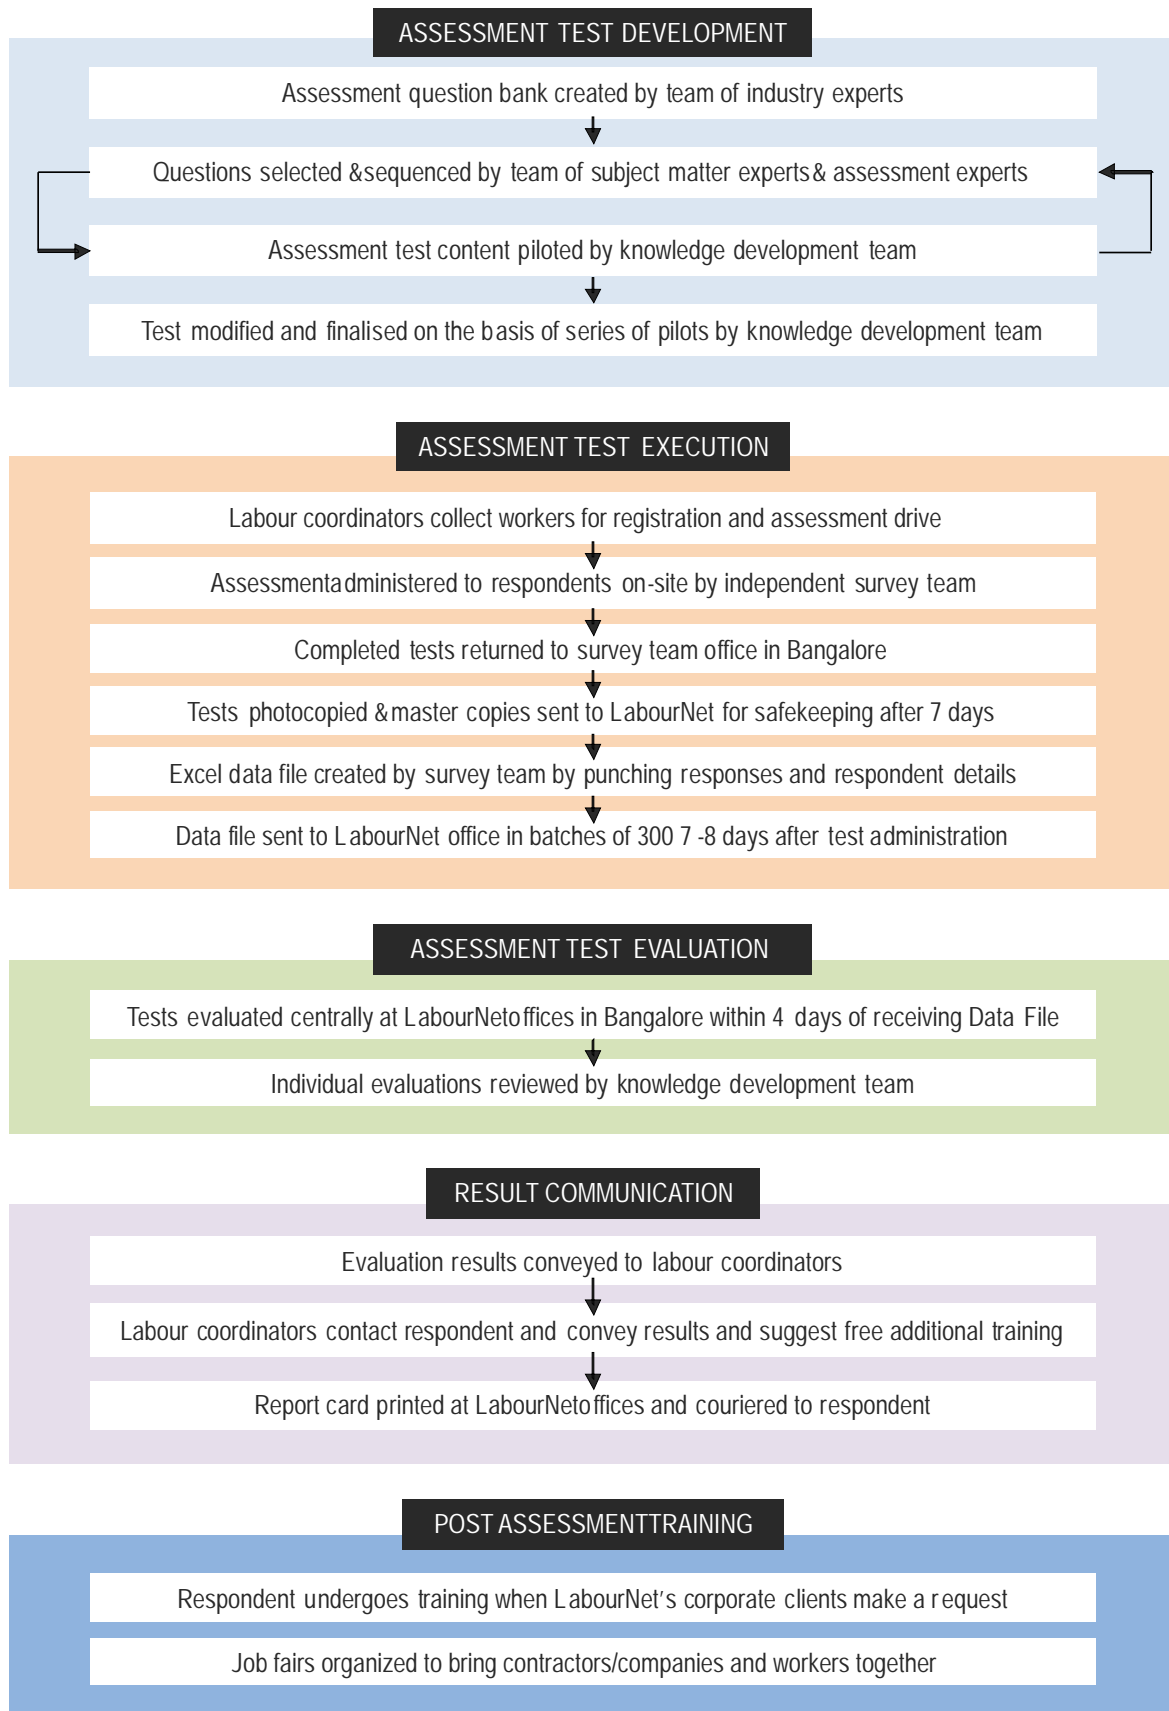 ASSESSMENT TEST DEVELOPMENT
Assessment question bank created by team of industry experts
Questions selected & sequenced by team of subject matter experts & assessment experts
Assessment test content piloted by knowledge development team
Test modified and finalised on the basis of series of pilots by knowledge development team
ASSESSMENT TEST EXECUTION
Labour coordinators collect workers for registration and assessment drive
Assessment administered to respondents on-site by independent survey team
Completed tests returned to survey team office in Bangalore
Tests photocopied & master copies sent to LabourNet for safekeeping after 7 days
Excel data file created by survey team by punching responses and respondent details
Data file sent to LabourNet office in batches of 300 7 -8 days after test administration
ASSESSMENT TEST EVALUATION
Tests evaluated centrally at LabourNet offices in Bangalore within 4 days of receiving Data File
Individual evaluations reviewed by knowledge development team
RESULT COMMUNICATION
Evaluation results conveyed to labour coordinators
Labour coordinators contact respondent and convey results and suggest free additional training
Report card printed at LabourNet offices and couriered to respondent
POST ASSESSMENT TRAINING
Respondent undergoes training when LabourNet's corporate clients make a request
Job fairs organized to bring contractors/companies and workers together